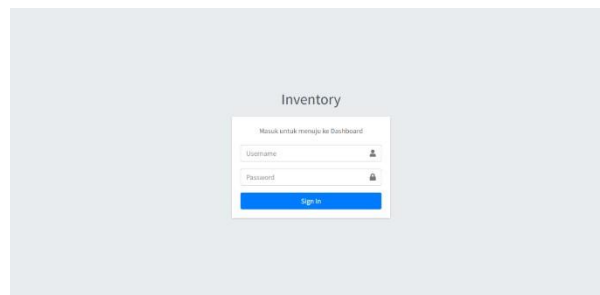 Inventory
Masuk untuk menuju ke Dashboard
Username
Password
Sign In